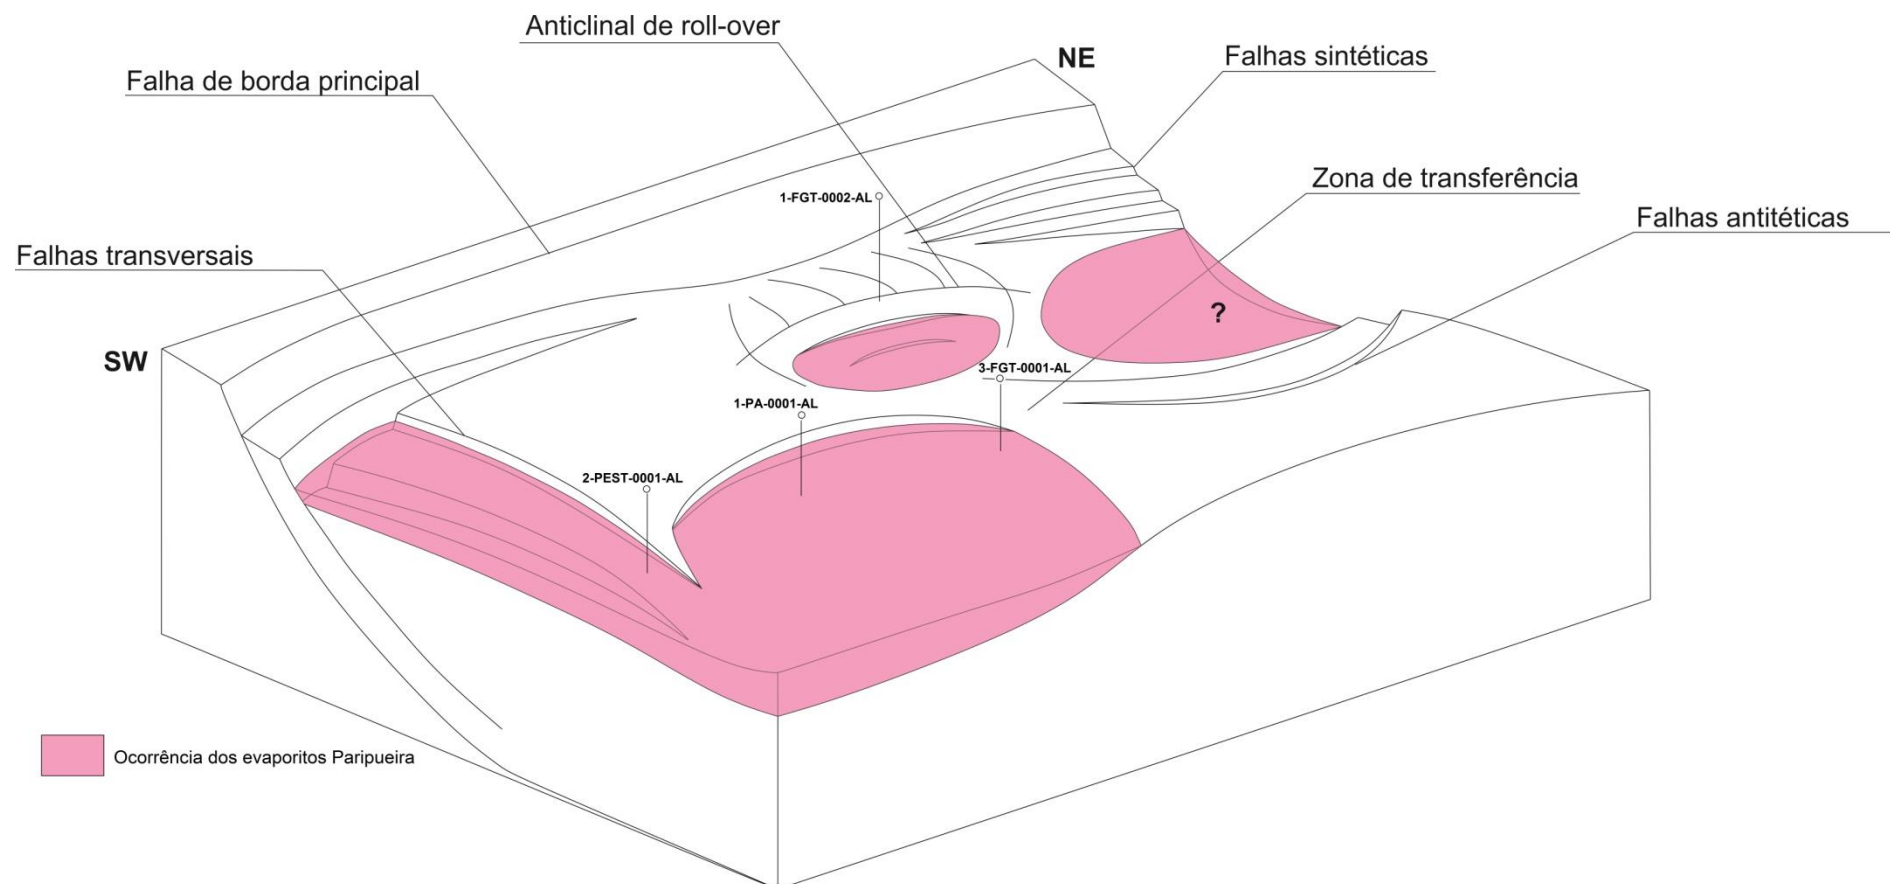 Anticlinal de roll-over
NE
Falhas sintéticas
Falha de borda principal
Zona de transferência
1-FGT-0002-AL
Falhas antitéticas
Falhas transversais
?
SW
3-FGT-0001-AL
1-PA-0001-AL
2-PEST-0001-AL
Ocorrência dos evaporitos Paripueira